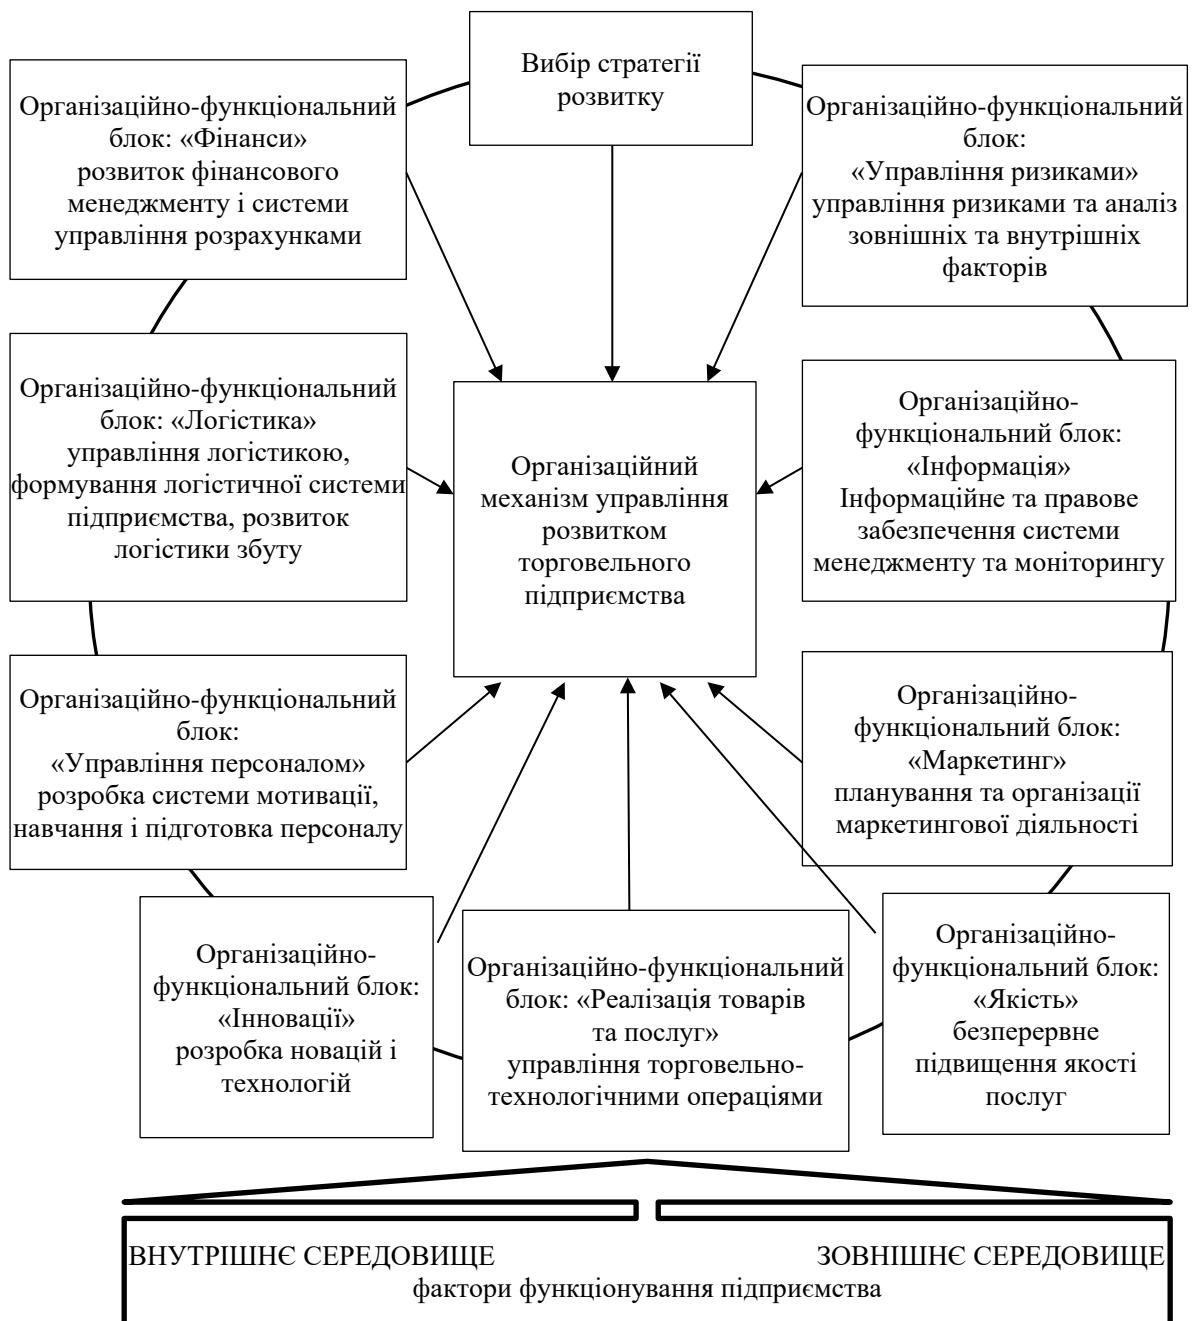 Вибір стратегії
розвитку
Організаційно-функціональний
блок: «Фінанси»
розвиток фінансового
менеджменту і системи
управління розрахунками
Організаційно-функціональний
блок:
«Управління ризиками»
управління ризиками та аналіз
зовнішніх та внутрішніх
факторів
Організаційно-функціональний
блок: «Логістика»
управління логістикою,
формування логістичної системи
підприємства, розвиток
логістики збуту
Організаційний
механізм управління
розвитком
торговельного
підприємства
Організаційно-
функціональний блок:
«Інформація»
Інформаційне та правове
забезпечення системи
менеджменту та моніторингу
Організаційно-функціональний
блок:
«Управління персоналом»
розробка системи мотивації,
навчання і підготовка персоналу
Організаційно-
функціональний блок:
«Маркетинг»
планування та організації
маркетингової діяльності
Організаційно-
функціональний блок:
«Інновації»
розробка новацій і
технологій
Організаційно-функціональний
блок: «Реалізація товарів
та послуг»
управління торговельно-
технологічними операціями
Організаційно-
функціональний блок:
«Якість»
безперервне
підвищення якості
послуг
ВНУТРІШНЄ СЕРЕДОВИЩЕ ЗОВНІШНЄ СЕРЕДОВИЩЕ
фактори функціонування підприємства